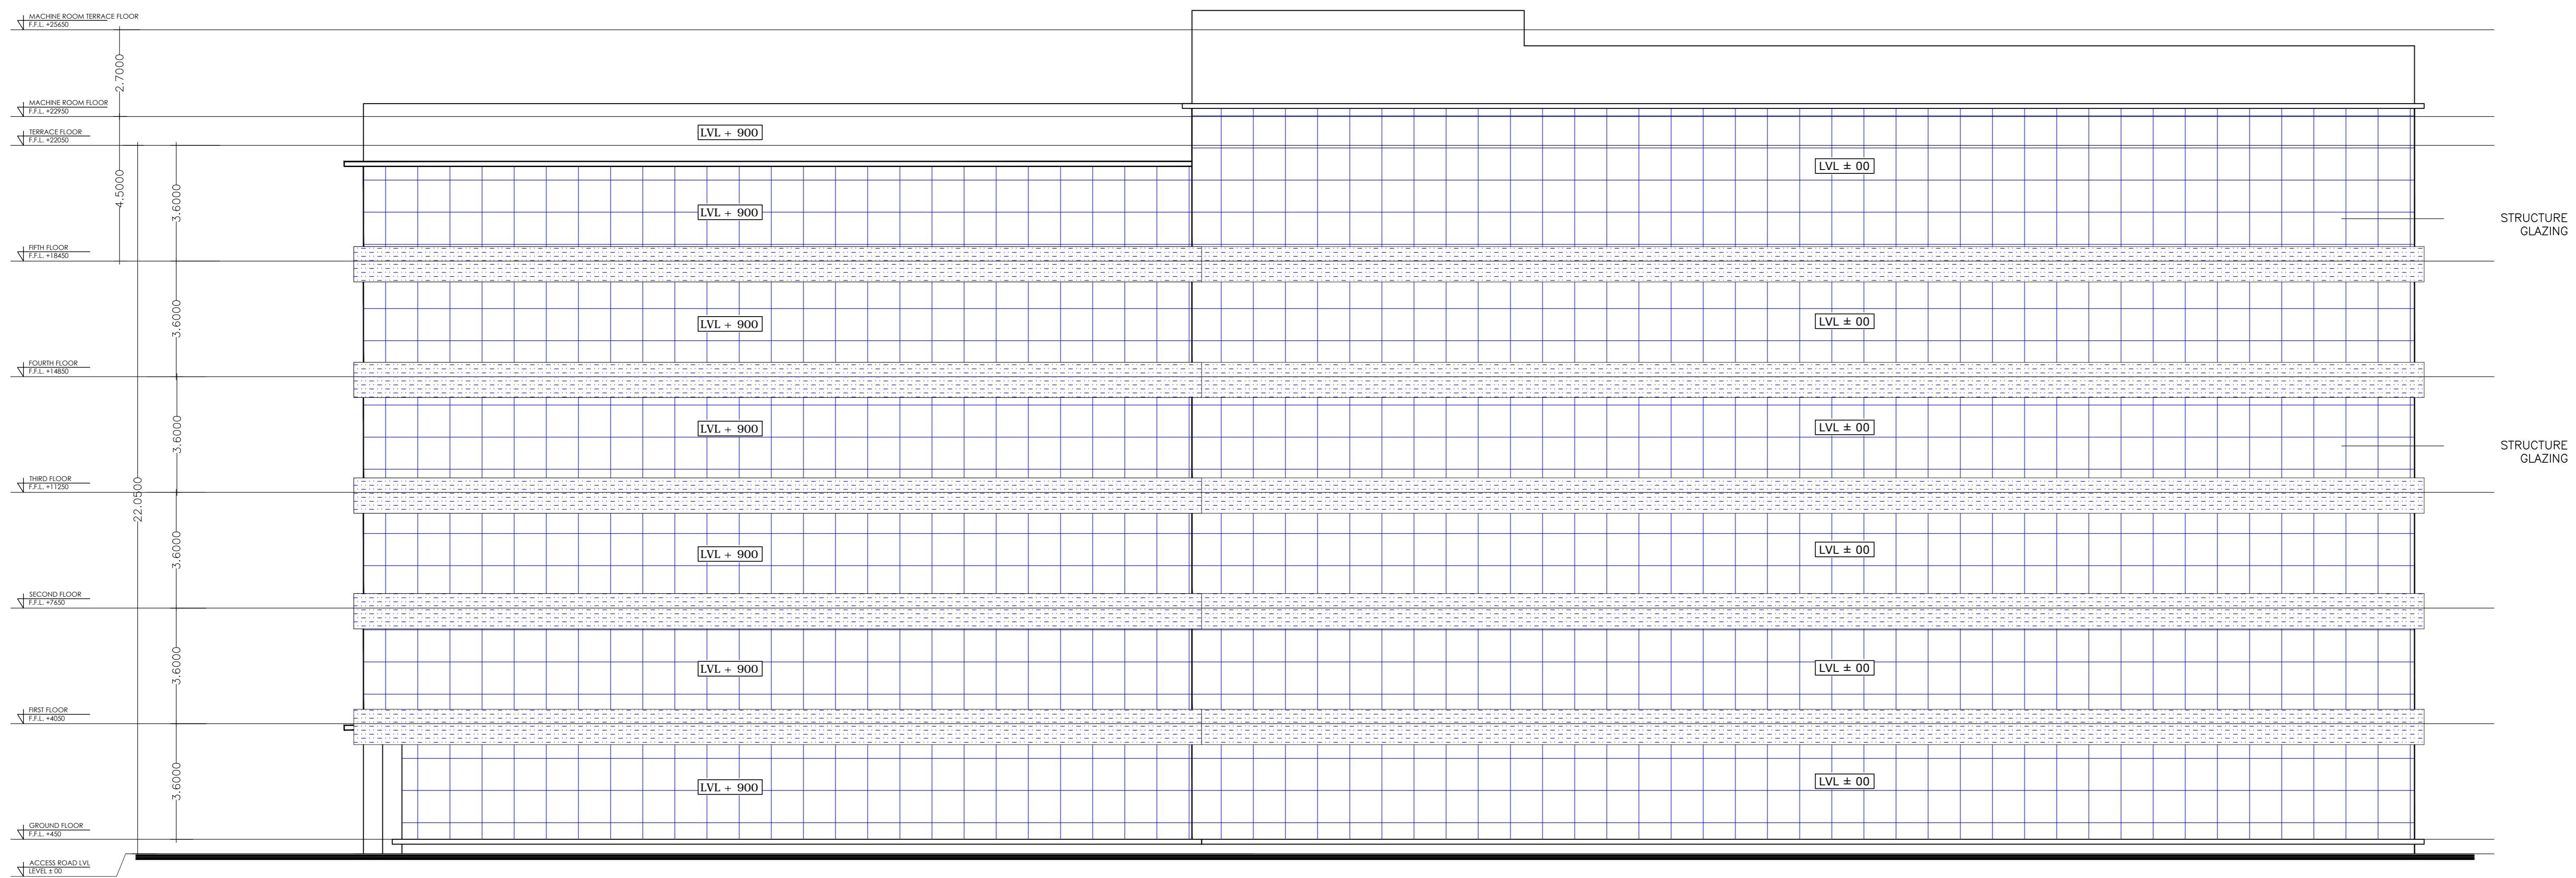 MACHINE ROOM TERRACE FLOOR
F.F.L. +25650
2.7000
MACHINE ROOM FLOOR
F.F.L. +22950
TERRACE FLOOR
F.F.L. +22050
LVL + 900
LVL ± 00
4.5000
3.6000
LVL + 900
STRUCTURE
GLAZING
FIFTH FLOOR
F.F.L. +18450
3.6000
LVL + 900
LVL ± 00
FOURTH FLOOR
F.F.L. +14850
3.6000
LVL + 900
LVL ± 00
STRUCTURE
GLAZING
THIRD FLOOR
F.F.L. +11250
22.0500
3.6000
LVL + 900
LVL ± 00
SECOND FLOOR
F.F.L. +7650
3.6000
LVL + 900
LVL ± 00
FIRST FLOOR
F.F.L. +4050
3.6000
LVL + 900
LVL ± 00
GROUND FLOOR
F.F.L. +450
ACCESS ROAD LVL
LEVEL ± 00